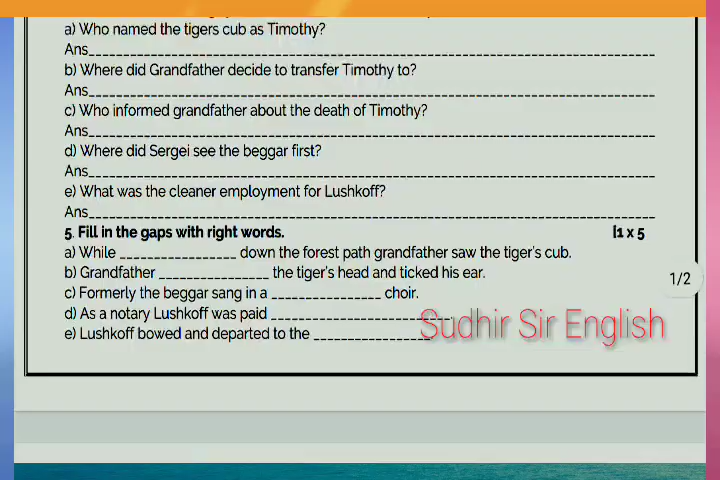 a) Who named the tigers cub as Timothy?
Ans
b) Where did Grandfather decide to transfer Timothy to?
Ans
c) Who informed grandfather about the death of Timothy?
Ans
d) Where did Sergei see the beggar first?
Ans
e) What was the cleaner employment for Lushkoff?
Ans
5. Fill in the gaps with right words. [1 x 5
a) While _________________ down the forest path grandfather saw the tiger's cub.
b) Grandfather ________________ the tiger's head and ticked his ear.
c) Formerly the beggar sang in a ________________ choir.
d) As a notary Lushkoff was paid __________________________.
e) Lushkoff bowed and departed to the _________________.
1/2
Sudhir Sir English